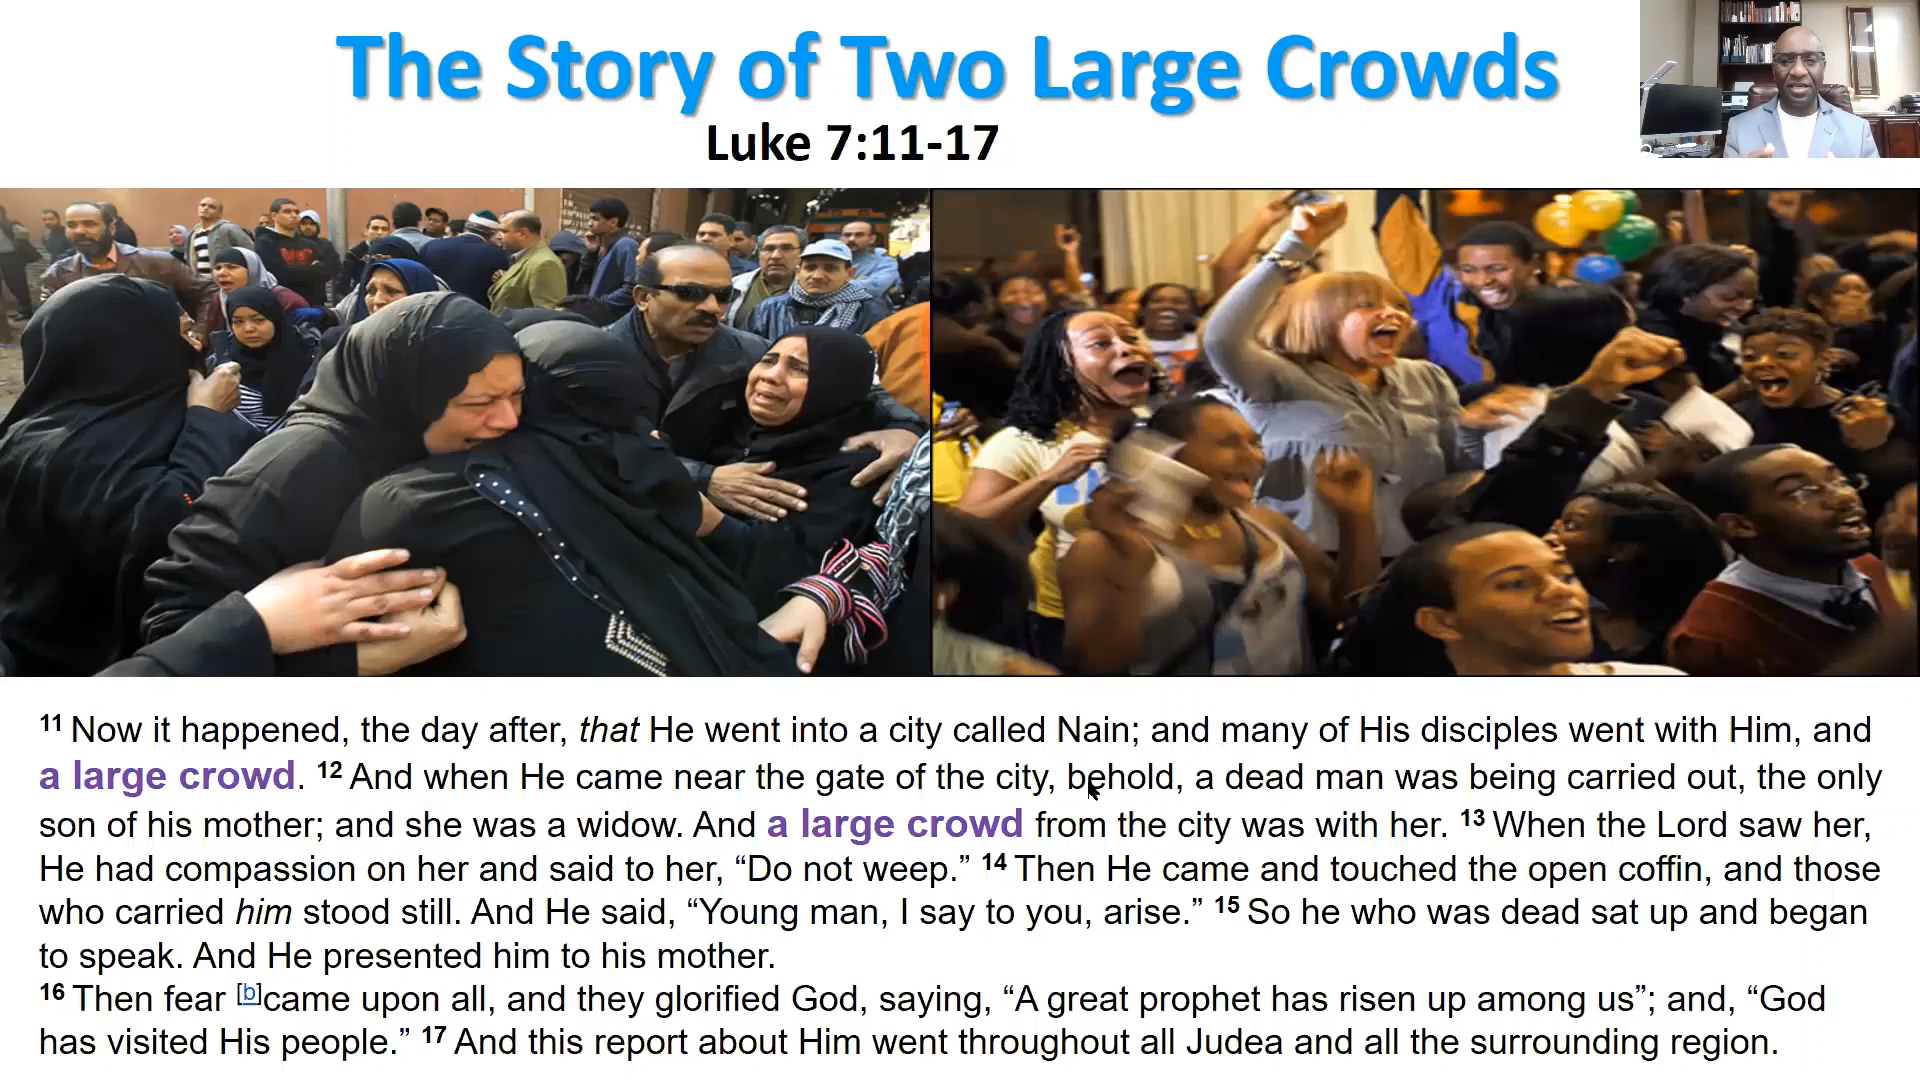 The Story of Two Large Crowds
Luke 7:11-17
11 Now it happened, the day after, that He went into a city called Nain; and many of His disciples went with Him, and
a large crowd. 12 And when He came near the gate of the city, behold, a dead man was being carried out, the only
son of his mother; and she was a widow. And a large crowd from the city was with her. 13 When the Lord saw her,
He had compassion on her and said to her, “Do not weep.” 14 Then He came and touched the open coffin, and those
who carried him stood still. And He said, “Young man, I say to you, arise.” 15 So he who was dead sat up and began
to speak. And He presented him to his mother.
16 Then fear [b]came upon all, and they glorified God, saying, “A great prophet has risen up among us”; and, “God
has visited His people.” 17 And this report about Him went throughout all Judea and all the surrounding region.